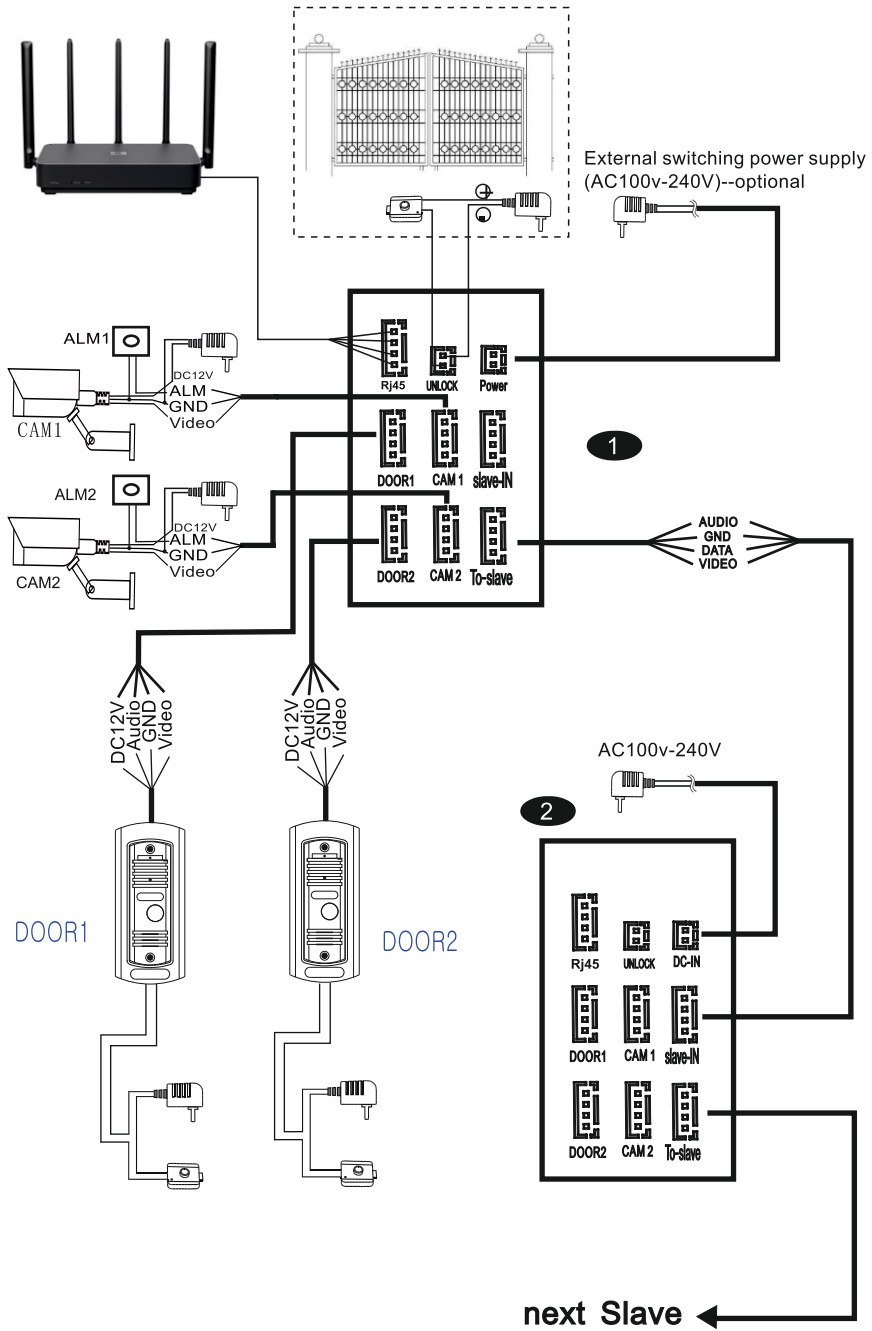 External switching power supply
(AC100v-240V)--optional
ALM1
DC12V
ALM
GND
Video
CAM1
Rj45
UNLOCK
Power
DOOR1
CAM 1
slave-IN
1
ALM2
DC12V
ALM
GND
Video
CAM2
DOOR2
CAM 2
To-slave
AUDIO
GND
DATA
VIDEO
DC12V
Audio
GND
Video
DC12V
Audio
GND
Video
AC100v-240V
2
DOOR1
DOOR2
Rj45
UNLOCK
DC-IN
DOOR1
CAM 1
slave-IN
DOOR2
CAM 2
To-slave
next Slave